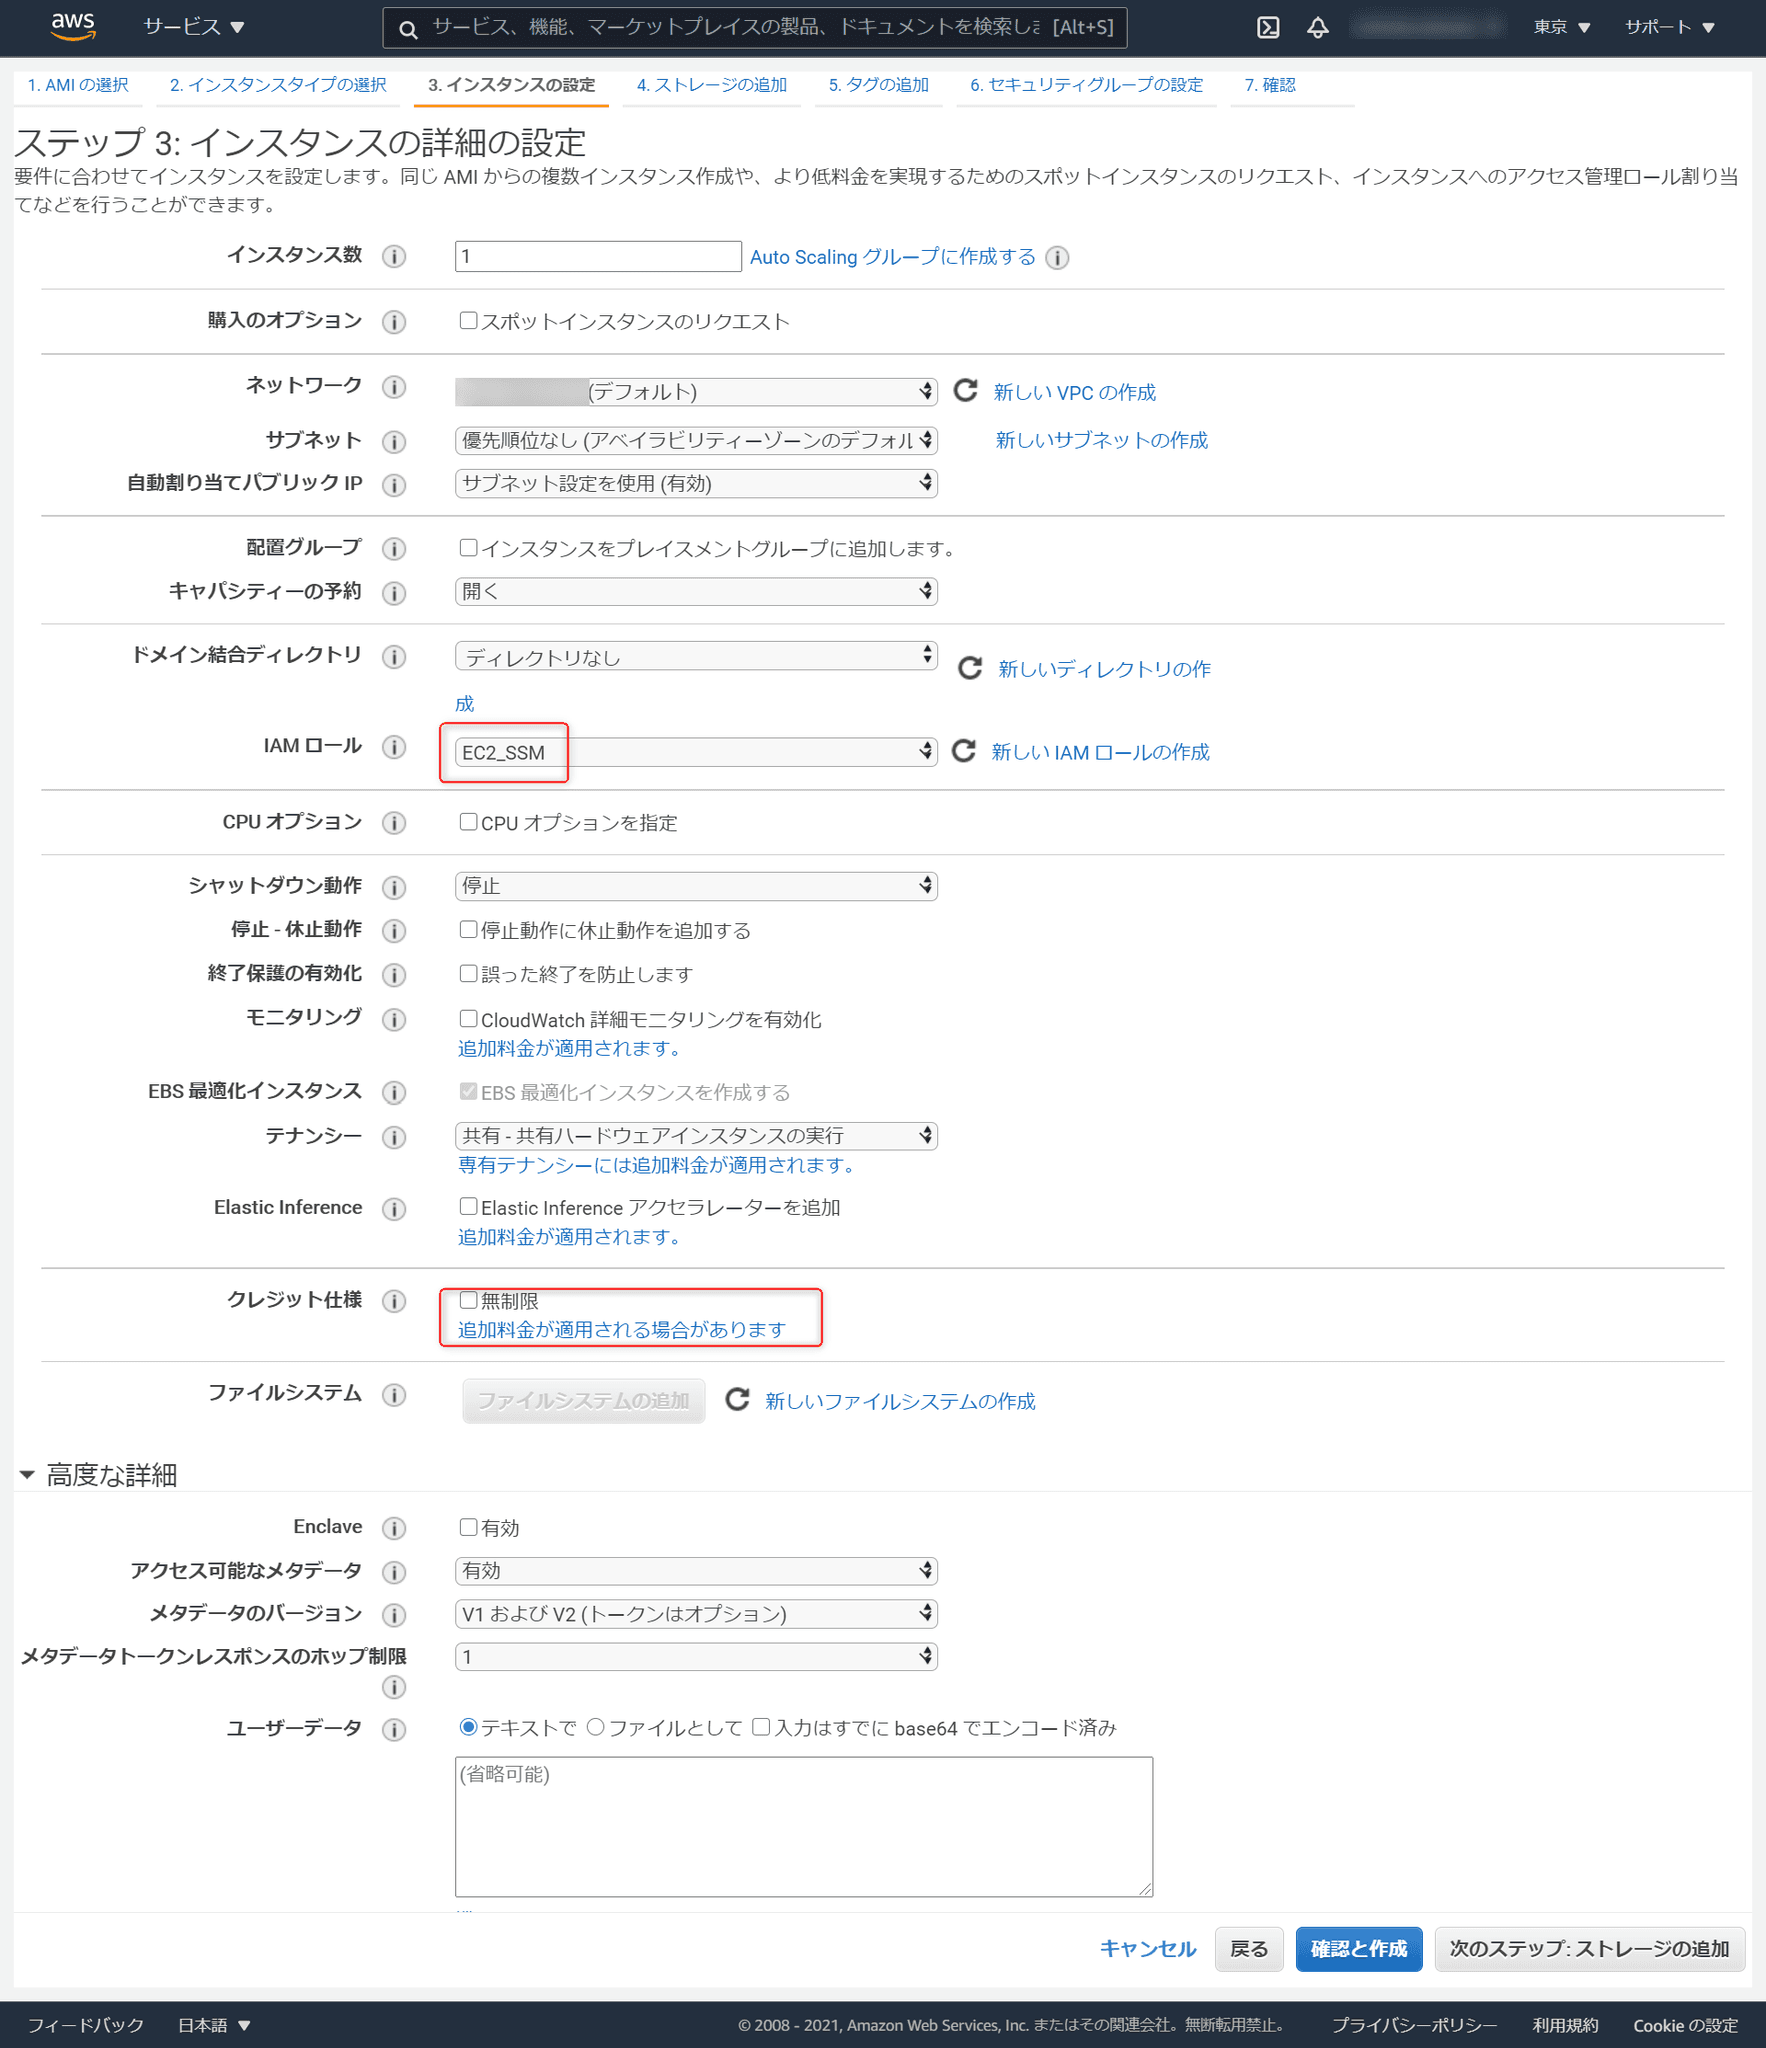 aws サービス サービス、機能、マーケットプレイスの製品、ドキュメントを検索しま [Alt+S] 東京 サポート
1. AMI の選択 2. インスタンスタイプの選択 3. インスタンスの設定 4. ストレージの追加 5. タグの追加 6. セキュリティグループの設定 7. 確認
ステップ 3: インスタンスの詳細の設定
要件に合わせてインスタンスを設定します。同じ AMI からの複数インスタンス作成や、より低料金を実現するためのスポットインスタンスのリクエスト、インスタンスへのアクセス管理ロール割り当
てなどを行うことができます。
インスタンス数 1 Auto Scaling グループに作成する
購入のオプション スポットインスタンスのリクエスト
ネットワーク (デフォルト) 新しい VPC の作成
サブネット 優先順位なし (アベイラビリティーゾーンのデフォル 新しいサブネットの作成
自動割り当てパブリック IP サブネット設定を使用 (有効)
配置グループ インスタンスをプレイスメントグループに追加します。
キャパシティーの予約 開く
ドメイン結合ディレクトリ ディレクトリなし 新しいディレクトリの作
成
IAM ロール EC2_SSM 新しい IAM ロールの作成
CPU オプション CPU オプションを指定
シャットダウン動作 停止
停止 - 休止動作 停止動作に休止動作を追加する
終了保護の有効化 誤った終了を防止します
モニタリング CloudWatch 詳細モニタリングを有効化
追加料金が適用されます。
EBS 最適化インスタンス EBS 最適化インスタンスを作成する
テナンシー 共有 - 共有ハードウェアインスタンスの実行
専有テナンシーには追加料金が適用されます。
Elastic Inference Elastic Inference アクセラレーターを追加
追加料金が適用されます。
クレジット仕様 無制限
追加料金が適用される場合があります
ファイルシステム ファイルシステムの追加 新しいファイルシステムの作成
高度な詳細
Enclave 有効
アクセス可能なメタデータ 有効
メタデータのバージョン V1 および V2 (トークンはオプション)
メタデータトークンレスポンスのホップ制限 1
ユーザーデータ テキストで ファイルとして 入力はすでに base64 でエンコード済み
(省略可能)
キャンセル 戻る 確認と作成 次のステップ: ストレージの追加
フィードバック 日本語 © 2008 - 2021, Amazon Web Services, Inc. またはその関連会社。無断転用禁止。 プライバシーポリシー 利用規約 Cookie の設定